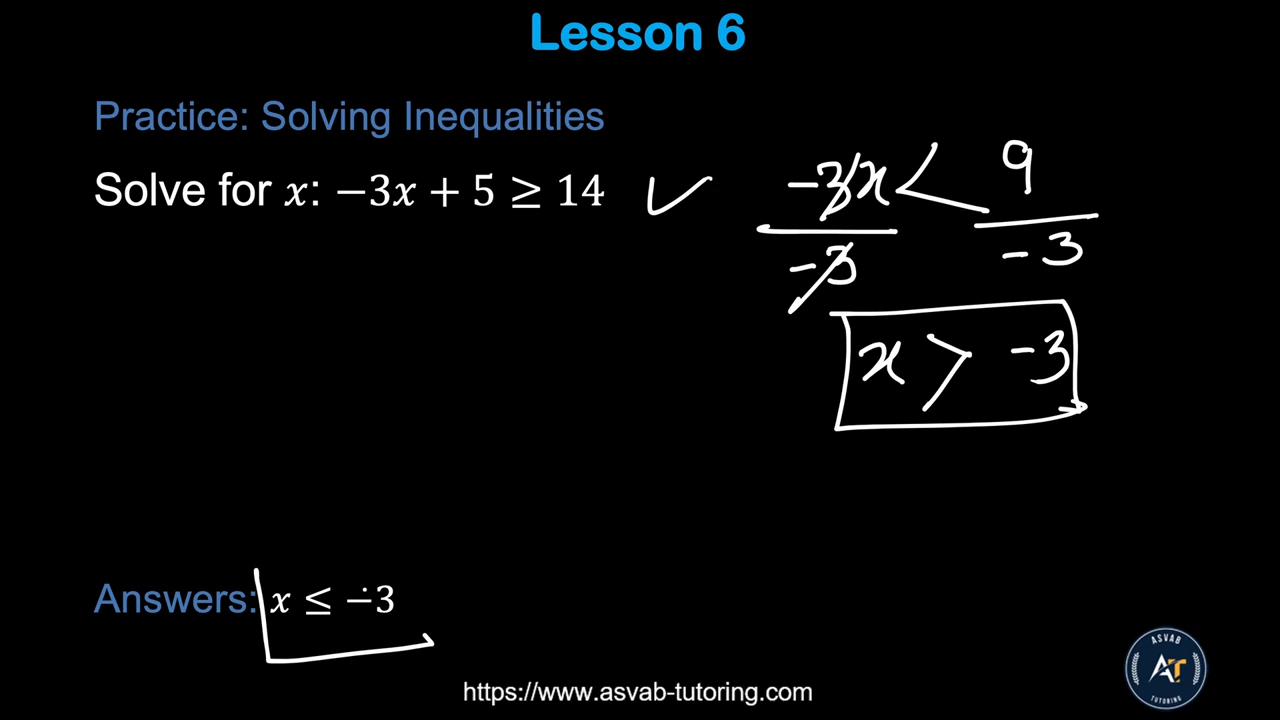 Lesson 6
Practice: Solving Inequalities
Solve for x: −3x + 5 ≥ 14
-3x < 9
-3 -3
x > -3
Answers: x ≤ −3
https://www.asvab-tutoring.com
ASVAB
AT
TUTORING